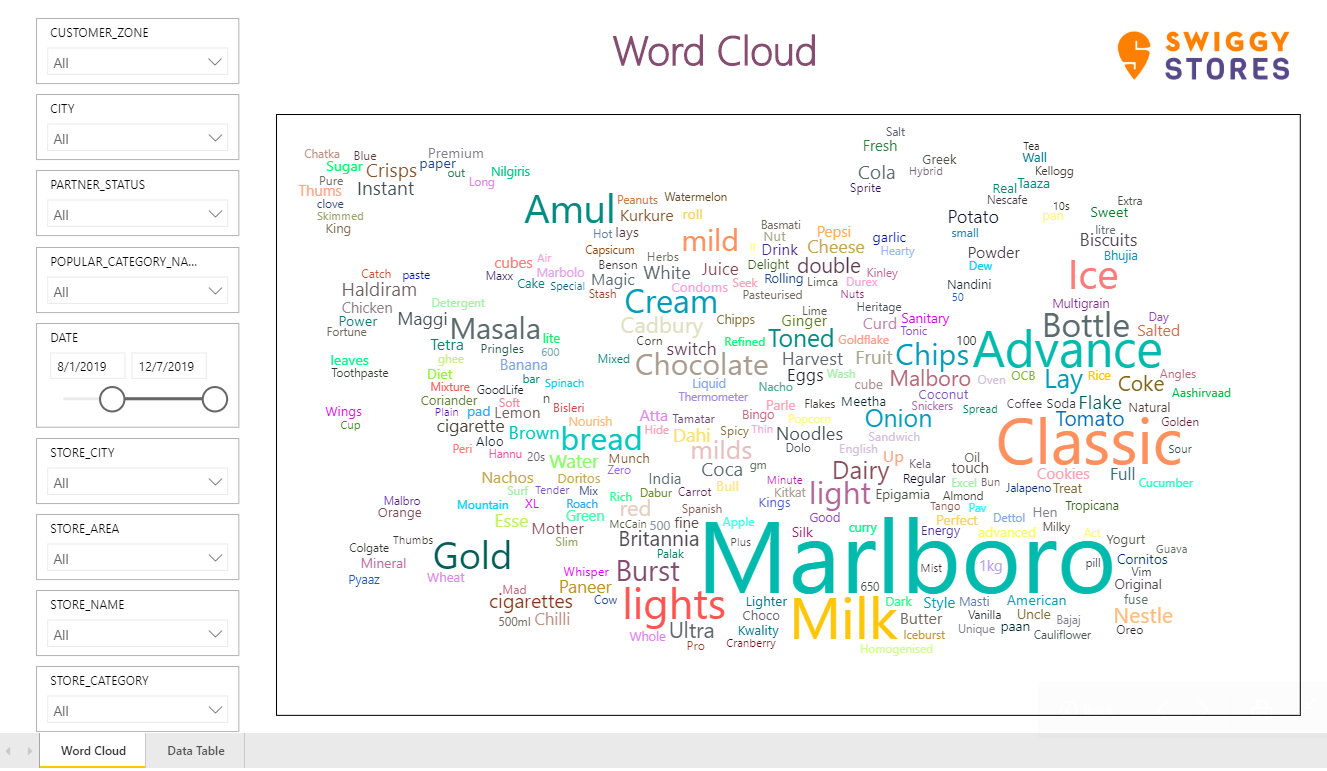 CUSTOMER_ZONE
All
CITY
All
PARTNER_STATUS
All
POPULAR_CATEGORY_NA...
All
DATE
8/1/2019 12/7/2019
STORE_CITY
All
STORE_AREA
All
STORE_NAME
All
STORE_CATEGORY
All
Word Cloud
SWIGGY
STORES
Salt
Fresh
Chatka Blue Premium Tea
Sugar Crisps paper out Nilgiris Cola Greek Hybrid Wall Kellogg
Pure Thums Instant Long Sprite Real Taaza
clove Amul Peanuts Watermelon Nescafe 10s Extra
Skimmed Kurkure roll Potato pari Sweet
King Hot lays Basmati Pepsi garlic small litre
Capsicum mild Nut Drink Cheese Hearty Powder Biscuits Bhujia
cubes Air Benson Herbs Delight double Dew Ice
Catch paste Maxx Marbolo White Juice Rolling Limca Kinley
Haldiram Cake Special Magic Condoms Seek Durex Nandini
Detergent Stash Cream Pasteurised Nuts 50 Multigrain
Chicken Power Maggi Masala Cadbury Chipps Lime Ginger Heritage Curd Sanitary Bottle Day
Fortune Tetra Pringles lite 600 Corn switch Refined Toned Tonic Goldflake 100 Advance Salted
leaves ghee Banana Mixed Chocolate Harvest Fruit Chips
Toothpaste Diet bar Spinach Liquid Nacho Eggs Wash Malboro Oven OCB Lay Rice Coke Angles
Mixture GoodLife n Thermometer cube Coconut Aashirvaad
Coriander Soft Bisleri Parle Flakes Meetha Snickers Spread Coffee Soda Flake Natural
Wings Cup Plain pad Lemon Nourish Atta Tamatar Bingo Popcorn Onion Tomato Golden
cigarette Brown bread Hide Dahi Spicy Thin Noodles Sandwich Classic
Peri Aloo Hannu 20s Water Munch milds Dolo English Up Kela Oil Sour
Nachos Doritos Zero India Coca gm Dairy Regular touch Cookies Full
Surf Tender Mix Rich Dabur Carrot Bull Minute Kitkat light Epigamia Excel Bun Jalapeno Treat Cucumber
Malbro Mountain XL Roach red Spanish Kings Almond Tango Pav Hen Tropicana
Orange Esse Green McCain 500 fine Apple Good Perfect Dettol
Thumbs Mother Slim Britannia Plus Silk curry Energy advanced Milky Act Yogurt
Colgate Gold Palak Marlboro Guava
Mineral Whisper Burst Mist 1kg pill Cornitos
Pyaaz Wheat Mad Paneer 650 Vim Original
cigarettes Cow lights Lighter Milk Dark Style Masti American fuse
500ml Chilli Choco Butter Vanilla Uncle Bajaj Nestle
Whole Ultra Kwality Iceburst Unique paan Cauliflower Oreo
Pro Cranberry Homogenised
Word Cloud Data Table